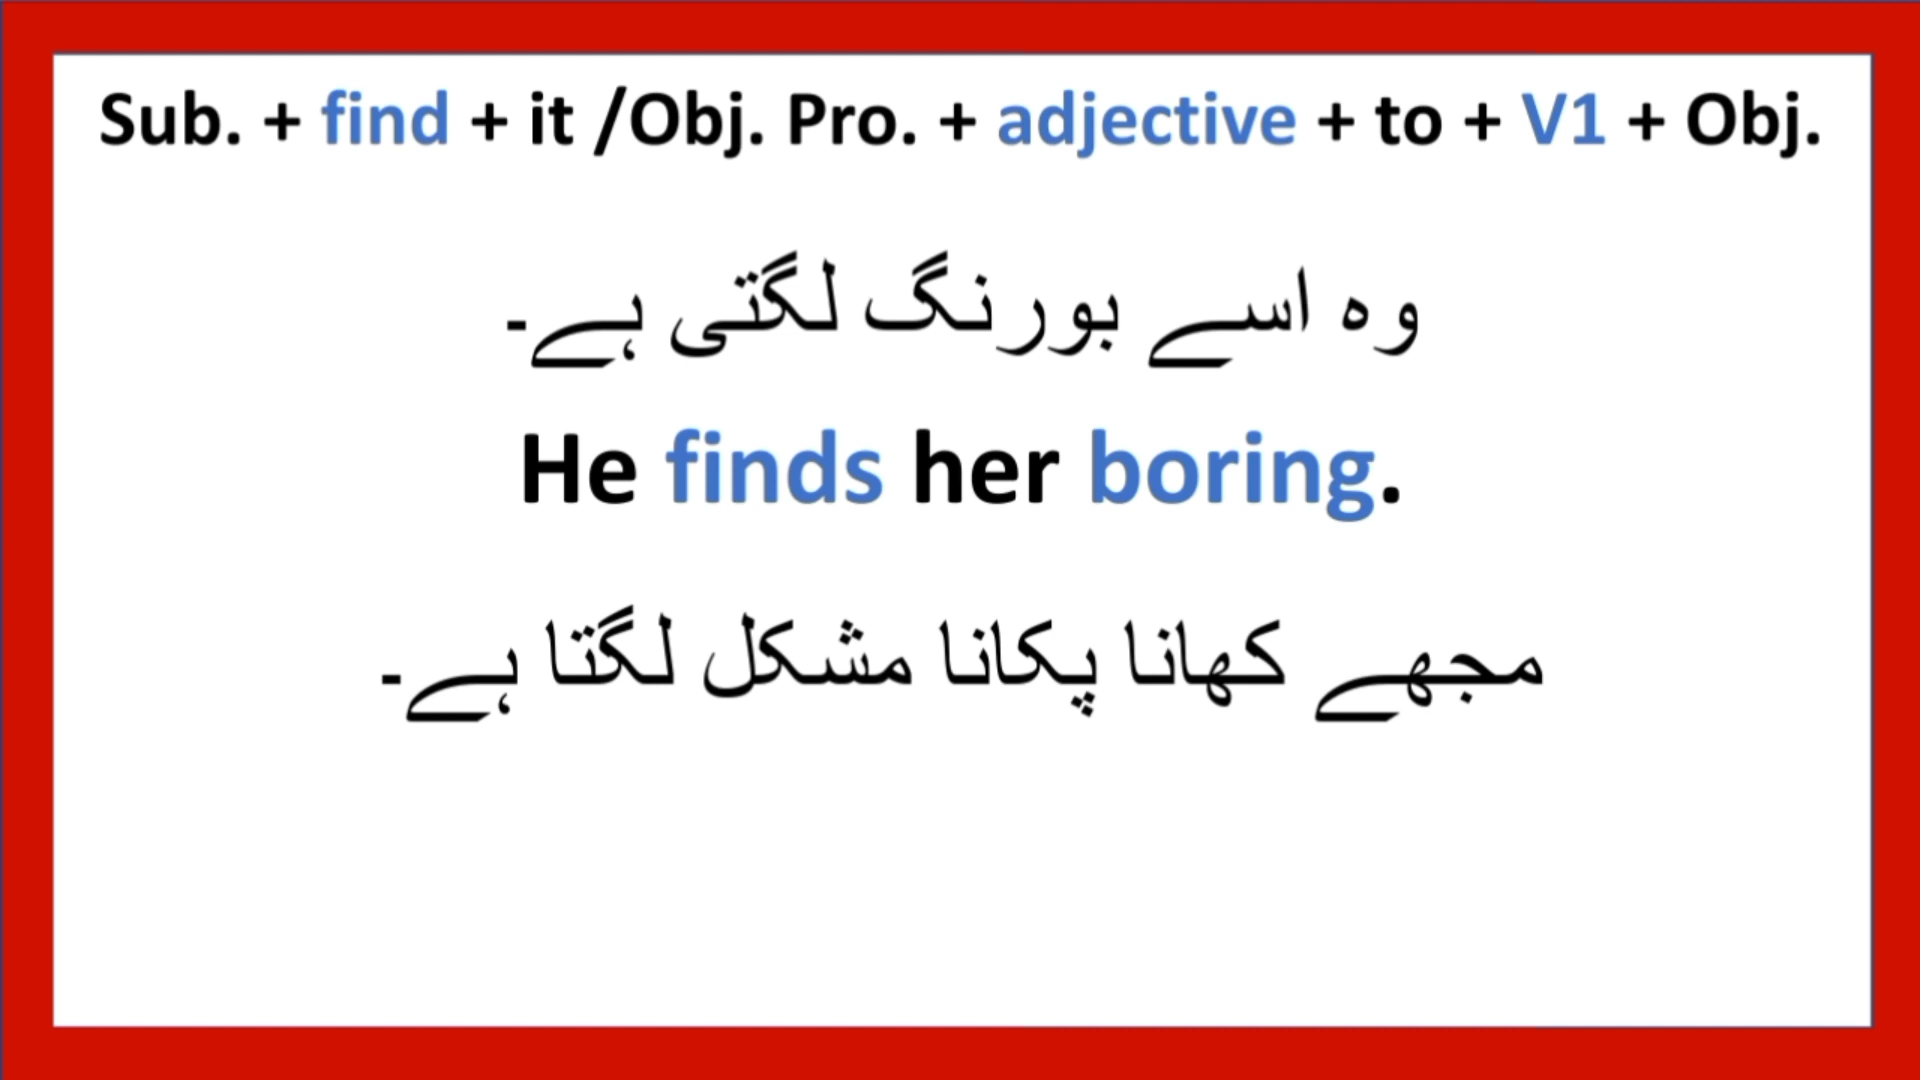 Sub. + find + it /Obj. Pro. + adjective + to + V1 + Obj.
وہ اسے بورنگ لگتی ہے۔
He finds her boring.
مجھے کھانا پکانا مشکل لگتا ہے۔